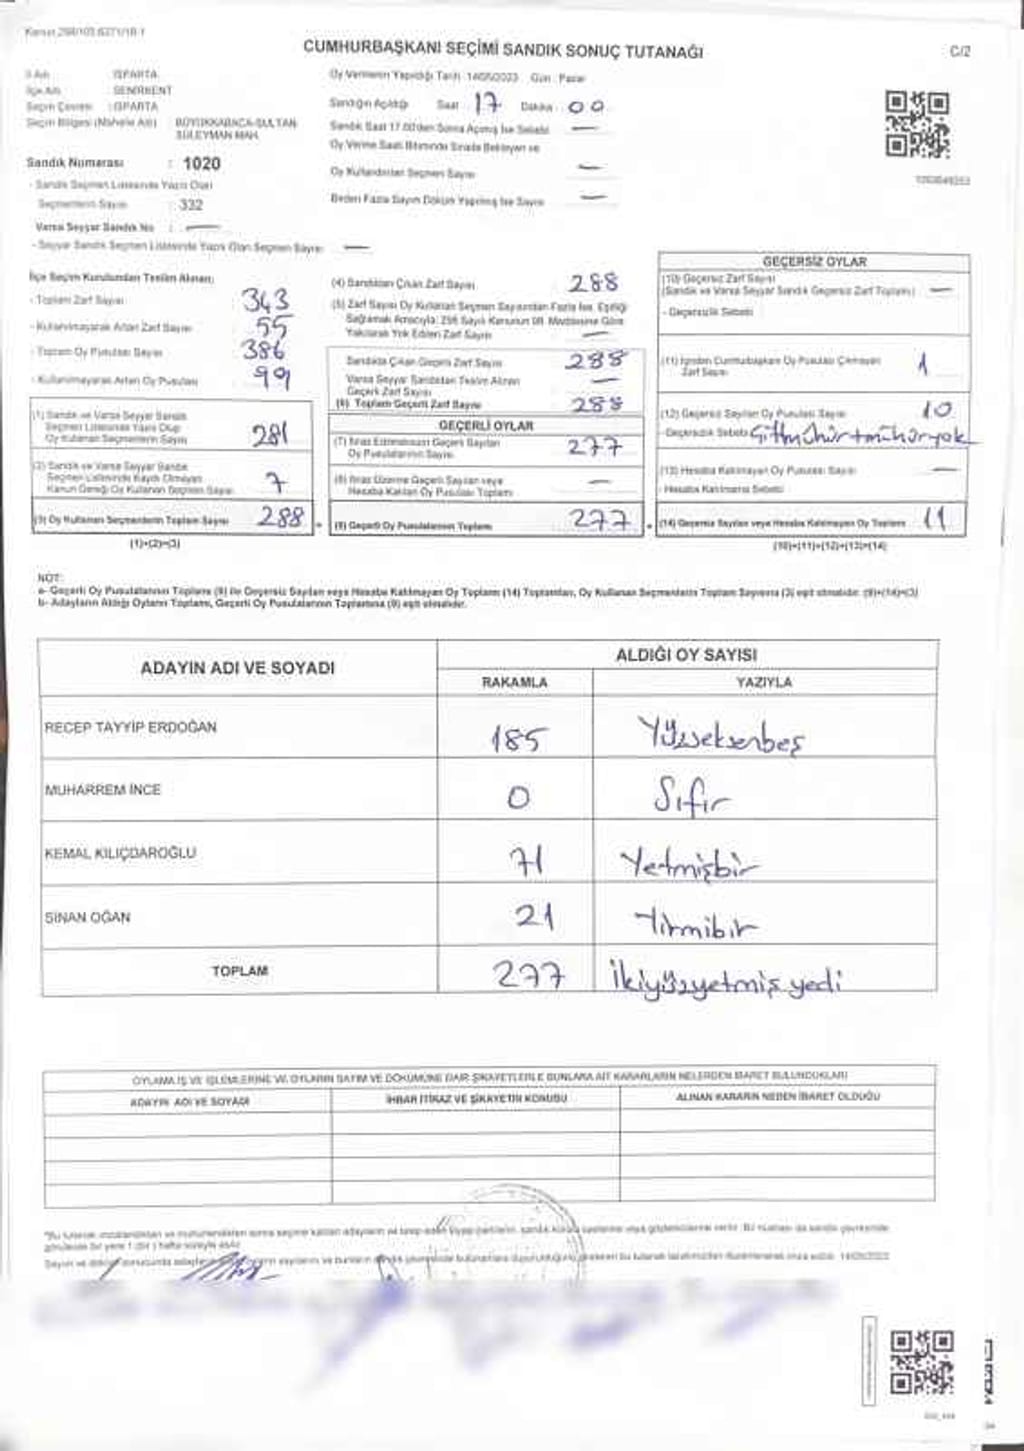 Kanun 298/103 6271/18-1
CUMHURBAŞKANI SEÇİMİ SANDIK SONUÇ TUTANAĞI
C/2
İl Adı : ISPARTA
İlçe Adı : SENİRKENT
Seçim Çevresi : ISPARTA
Seçim Bölgesi (Mahalle Adı) : BÜYÜKKABACA-SULTAN SÜLEYMAN MAH.
Sandık Numarası : 1020
- Sandık Seçmen Listesinde Yazılı Olan
Seçmenlerin Sayısı : 332
Varsa Seyyar Sandık No : —
- Seyyar Sandık Seçmen Listesinde Yazılı Olan Seçmen Sayısı —
Oy Vermenin Yapıldığı Tarih 14/05/2023 Gün : Pazar
Sandığın Açıldığı Saat 17 Dakika 00
Sandık Saat 17.00'den Sonra Açılmış İse Sebebi —
Oy Verme Saati Bitiminde Sırada Bekleyen ve
Oy Kullandırılan Seçmen Sayısı —
Birden Fazla Sayım Döküm Yapılmış İse Sayısı —
İlçe Seçim Kurulundan Teslim Alınan;
- Toplam Zarf Sayısı 343
- Kullanılmayarak Artan Zarf Sayısı 55
- Toplam Oy Pusulası Sayısı 386
- Kullanılmayarak Artan Oy Pusulası 99
(1) Sandık ve Varsa Seyyar Sandık
Seçmen Listesinde Yazılı Olup
Oy Kullanan Seçmenlerin Sayısı 281
(2) Sandık ve Varsa Seyyar Sandık
Seçmen Listesinde Kaydı Olmayan
Kanun Gereği Oy Kullanan Seçmen Sayısı 7
(3) Oy Kullanan Seçmenlerin Toplam Sayısı 288
(1)+(2)=(3)
(4) Sandıktan Çıkan Zarf Sayısı 288
(5) Zarf Sayısı Oy Kullanan Seçmen Sayısından Fazla İse, Eşitliği
Sağlamak Amacıyla; 298 Sayılı Kanunun 98. Maddesine Göre
Yakılarak Yok Edilen Zarf Sayısı —
Sandıkta Çıkan Geçerli Zarf Sayısı 288
Varsa Seyyar Sandıktan Teslim Alınan
Geçerli Zarf Sayısı —
(6) Toplam Geçerli Zarf Sayısı 288
GEÇERLİ OYLAR
(7) İtiraz Edilmeksizin Geçerli Sayılan
Oy Pusulalarının Sayısı 277
(8) İtiraz Üzerine Geçerli Sayılan veya
Hesaba Katılan Oy Pusulası Toplamı —
(9) Geçerli Oy Pusulalarının Toplamı 277
GEÇERSİZ OYLAR
(10) Geçersiz Zarf Sayısı
(Sandık ve Varsa Seyyar Sandık Geçersiz Zarf Toplamı) —
- Geçersizlik Sebebi
(11) İçinden Cumhurbaşkanı Oy Pusulası Çıkmayan
Zarf Sayısı 1
(12) Geçersiz Sayılan Oy Pusulası Sayısı 10
- Geçersizlik Sebebi Çiftmühür+mühüryok
(13) Hesaba Katılmayan Oy Pusulası Sayısı —
- Hesaba Katılmama Sebebi
(14) Geçersiz Sayılan veya Hesaba Katılmayan Oy Toplamı 11
(10)+(11)+(12)+(13)=(14)
NOT:
a- Geçerli Oy Pusulalarının Toplamı (9) ile Geçersiz Sayılan veya Hesaba Katılmayan Oy Toplamı (14) Toplamları, Oy Kullanan Seçmenlerin Toplam Sayısına (3) eşit olmalıdır. (9)+(14)=(3)
b- Adayların Aldığı Oyların Toplamı, Geçerli Oy Pusulalarının Toplamına (9) eşit olmalıdır.
ADAYIN ADI VE SOYADI
ALDIĞI OY SAYISI
RAKAMLA YAZIYLA
RECEP TAYYİP ERDOĞAN 185 Yüzseksenbeş
MUHARREM İNCE 0 Sıfır
KEMAL KILIÇDAROĞLU 71 Yetmişbir
SİNAN OĞAN 21 Yirmibir
TOPLAM 277 İkiyüzyetmiş yedi
OYLAMA İŞ VE İŞLEMLERİNE VE OYLARIN SAYIM VE DÖKÜMÜNE DAİR ŞİKAYETLERLE BUNLARA AİT KARARLARIN NELERDEN İBARET BULUNDUKLARI
ADAYIN ADI VE SOYADI İHBAR İTİRAZ VE ŞİKAYETİN KONUSU ALINAN KARARIN NEDEN İBARET OLDUĞU